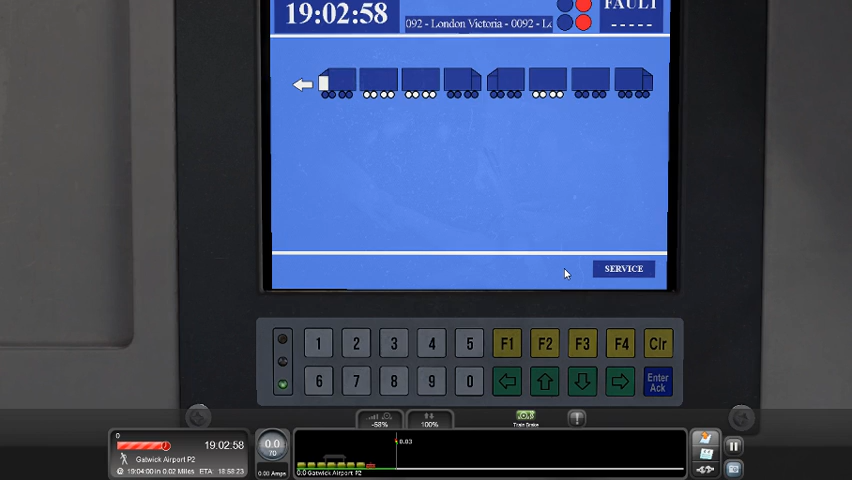 19:02:58
092 - London Victoria - 0092 - Lo
FAULT
-----
SERVICE
1 2 3 4 5 F1 F2 F3 F4 Clr
6 7 8 9 0 Enter Ack
-58%
100%
Train Brake
0
19:02:58
Gatwick Airport P2
19:04:00 in 0.02 Miles ETA: 18:58:23
0.0
70
0.00 Amps
0.03
0.0 Gatwick Airport P2